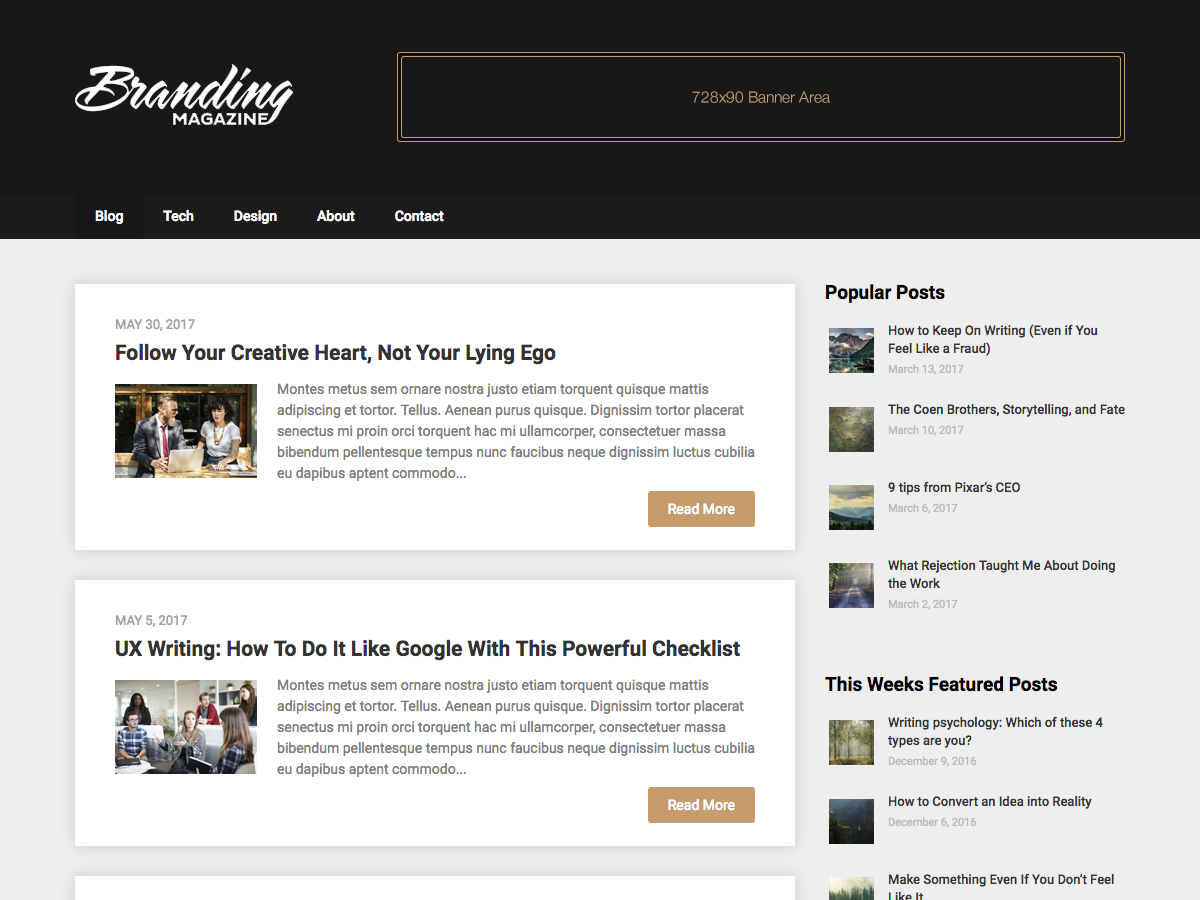 Branding
MAGAZINE
728x90 Banner Area
Blog Tech Design About Contact
MAY 30, 2017
Follow Your Creative Heart, Not Your Lying Ego
Montes metus sem ornare nostra justo etiam torquent quisque mattis
adipiscing et tortor. Tellus. Aenean purus quisque. Dignissim tortor placerat
senectus mi proin orci torquent hac mi ullamcorper, consectetuer massa
bibendum pellentesque tempus nunc faucibus neque dignissim luctus cubilia
eu dapibus aptent commodo...
Read More
MAY 5, 2017
UX Writing: How To Do It Like Google With This Powerful Checklist
Montes metus sem ornare nostra justo etiam torquent quisque mattis
adipiscing et tortor. Tellus. Aenean purus quisque. Dignissim tortor placerat
senectus mi proin orci torquent hac mi ullamcorper, consectetuer massa
bibendum pellentesque tempus nunc faucibus neque dignissim luctus cubilia
eu dapibus aptent commodo...
Read More
Popular Posts
How to Keep On Writing (Even if You
Feel Like a Fraud)
March 13, 2017
The Coen Brothers, Storytelling, and Fate
March 10, 2017
9 tips from Pixar’s CEO
March 6, 2017
What Rejection Taught Me About Doing
the Work
March 2, 2017
This Weeks Featured Posts
Writing psychology: Which of these 4
types are you?
December 9, 2016
How to Convert an Idea into Reality
December 6, 2016
Make Something Even If You Don’t Feel
Like It